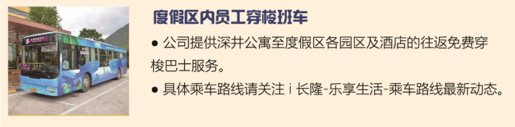 度假区内员工穿梭班车
● 公司提供深井公寓至度假区各园区及酒店的往返免费穿
梭巴士服务。
● 具体乘车路线请关注 i 长隆-乐享生活-乘车路线最新动态。